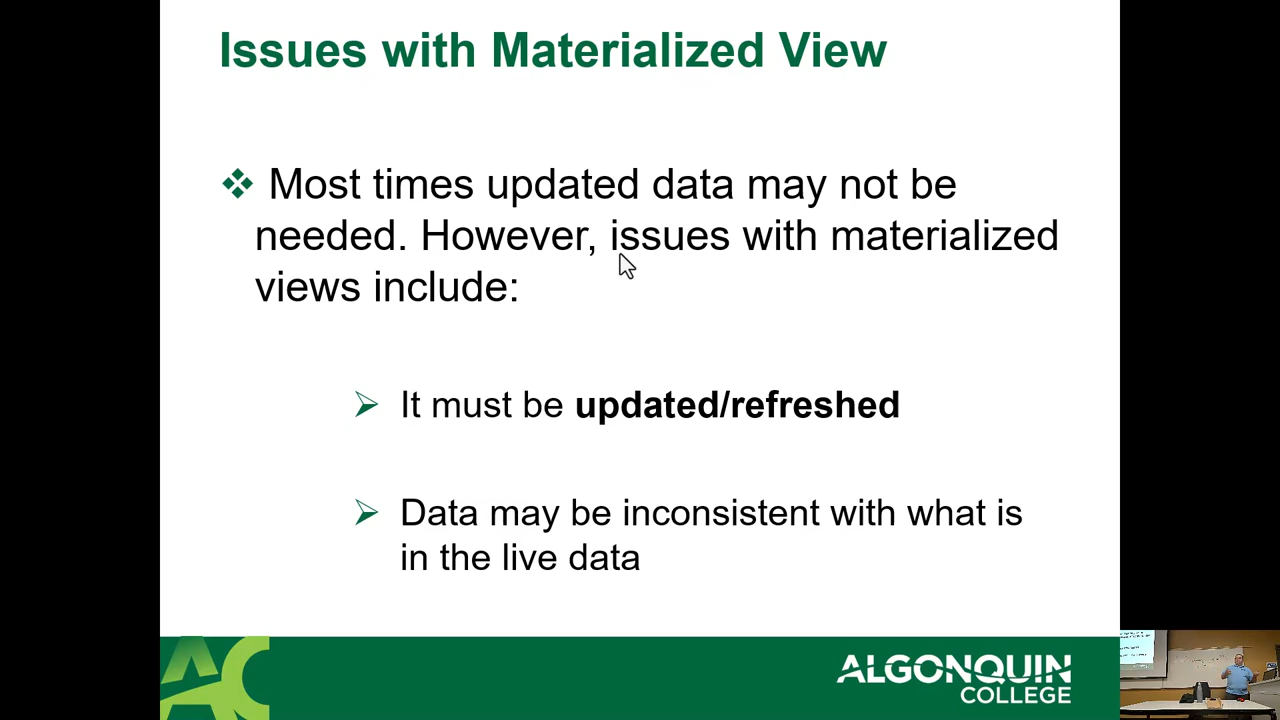 Issues with Materialized View
Most times updated data may not be
needed. However, issues with materialized
views include:
It must be updated/refreshed
Data may be inconsistent with what is
in the live data
AC
ALGONQUIN
COLLEGE